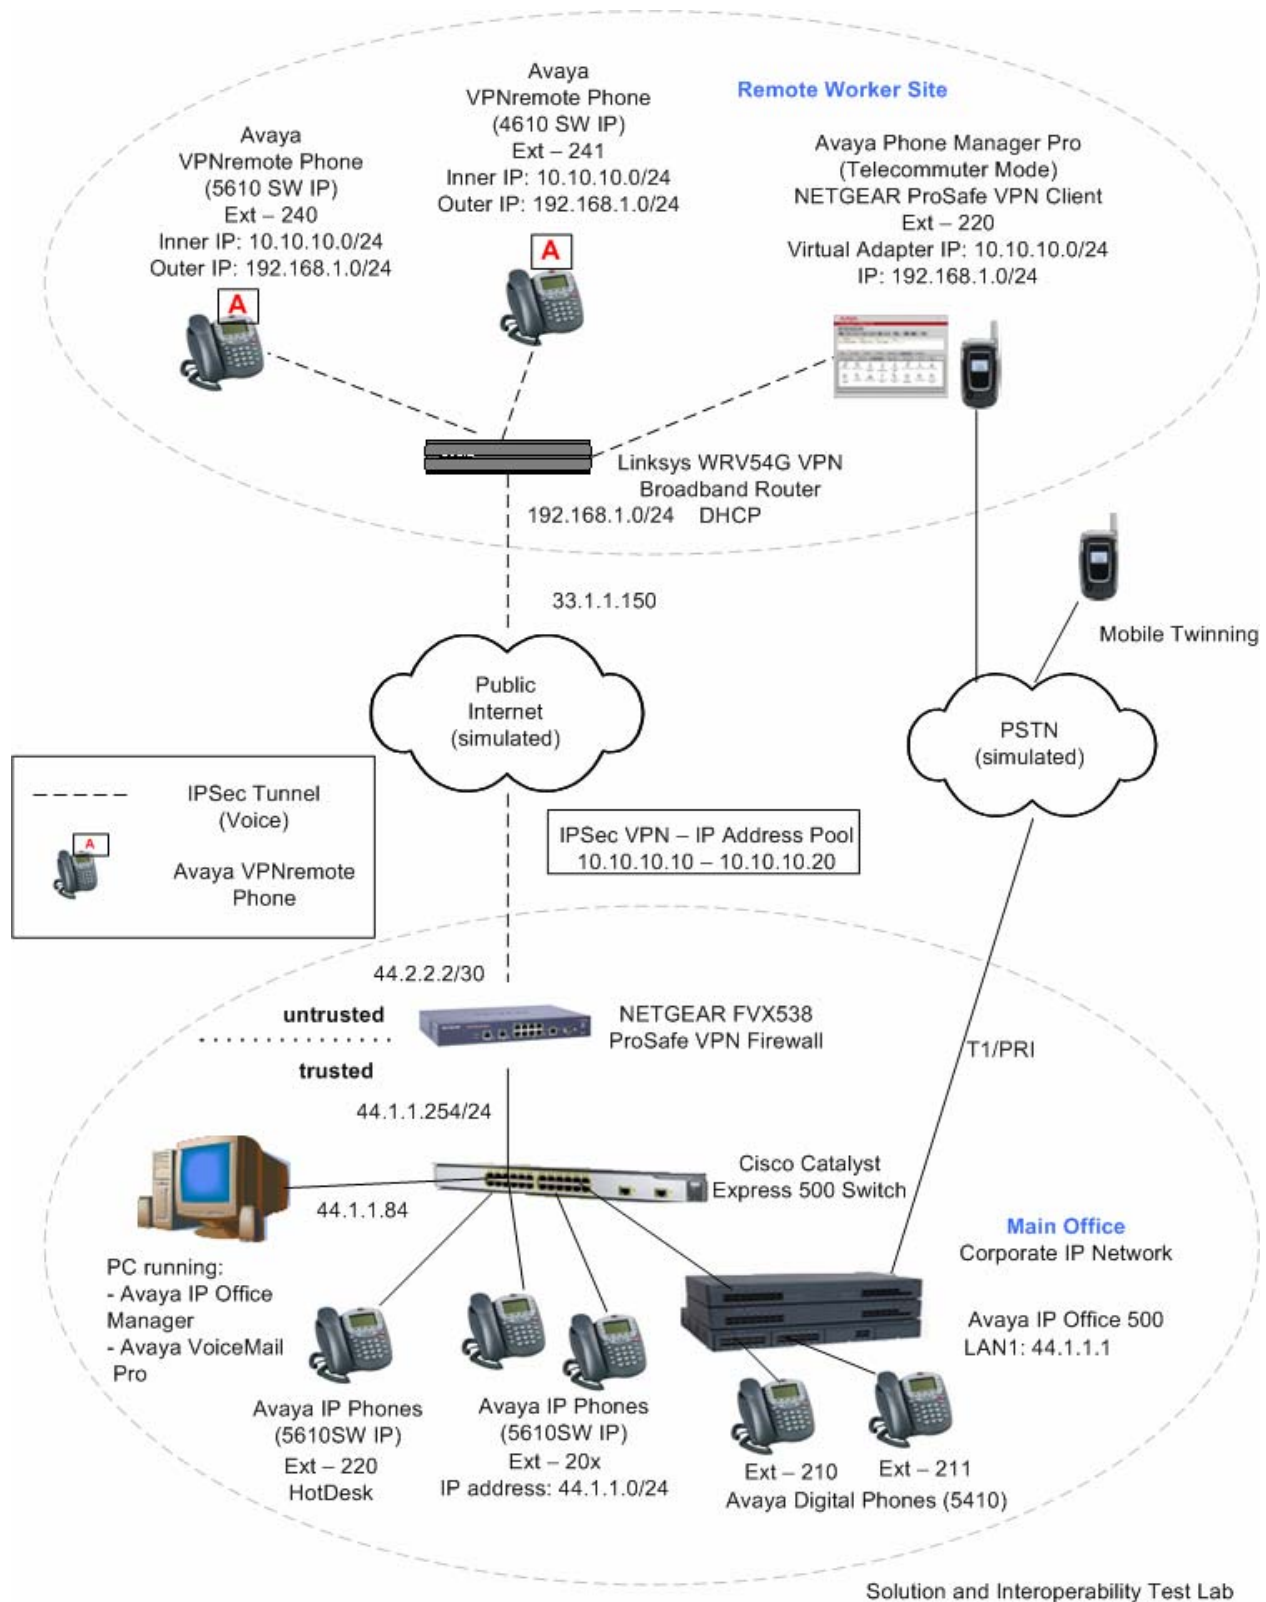 Avaya
VPNremote Phone
(4610 SW IP)
Ext – 241
Inner IP: 10.10.10.0/24
Outer IP: 192.168.1.0/24
A
Remote Worker Site
Avaya
VPNremote Phone
(5610 SW IP)
Ext – 240
Inner IP: 10.10.10.0/24
Outer IP: 192.168.1.0/24
A
Avaya Phone Manager Pro
(Telecommuter Mode)
NETGEAR ProSafe VPN Client
Ext – 220
Virtual Adapter IP: 10.10.10.0/24
IP: 192.168.1.0/24
Linksys WRV54G VPN
Broadband Router
192.168.1.0/24 DHCP
33.1.1.150
Mobile Twinning
Public
Internet
(simulated)
PSTN
(simulated)
IPSec Tunnel
(Voice)
A
Avaya VPNremote
Phone
IPSec VPN – IP Address Pool
10.10.10.10 – 10.10.10.20
44.2.2.2/30
untrusted
trusted
NETGEAR FVX538
ProSafe VPN Firewall
T1/PRI
44.1.1.254/24
Cisco Catalyst
Express 500 Switch
44.1.1.84
Main Office
Corporate IP Network
PC running:
- Avaya IP Office
Manager
- Avaya VoiceMail
Pro
Avaya IP Office 500
LAN1: 44.1.1.1
Avaya IP Phones
(5610SW IP)
Ext – 220
HotDesk
Avaya IP Phones
(5610SW IP)
Ext – 20x
IP address: 44.1.1.0/24
Ext – 210
Ext – 211
Avaya Digital Phones (5410)
Solution and Interoperability Test Lab